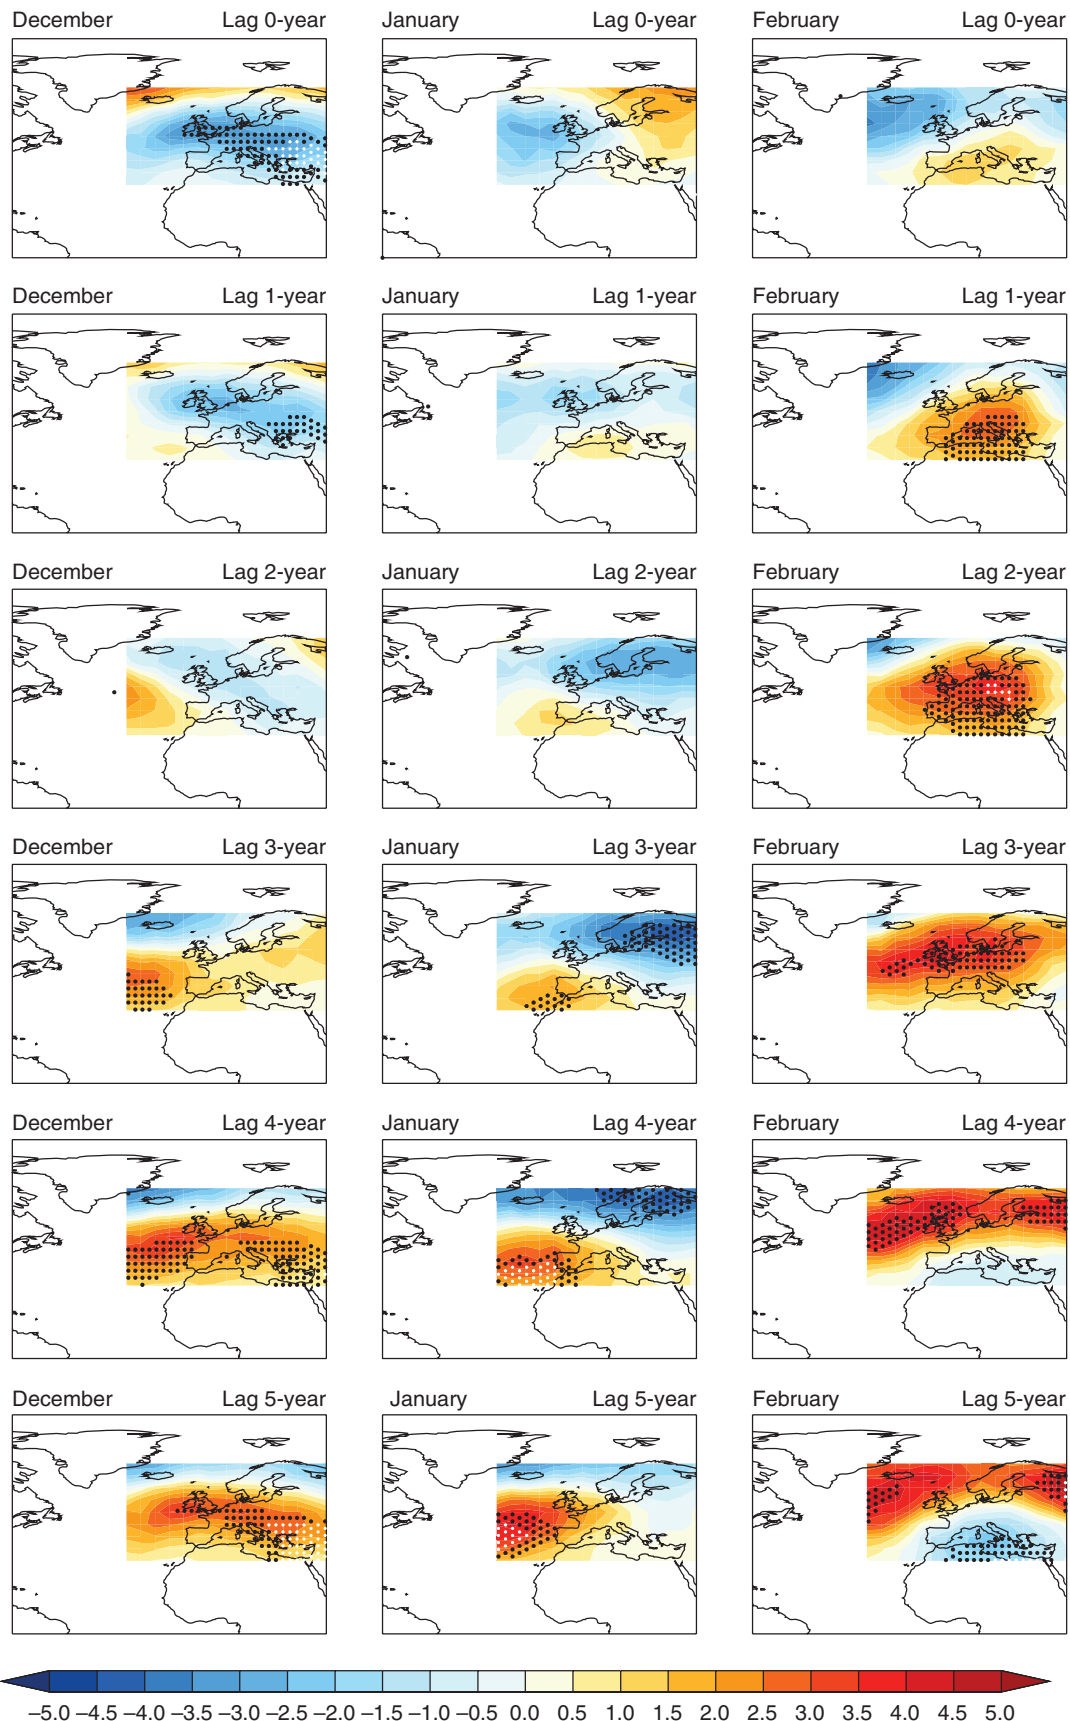 December Lag 0-year January Lag 0-year February Lag 0-year
December Lag 1-year January Lag 1-year February Lag 1-year
December Lag 2-year January Lag 2-year February Lag 2-year
December Lag 3-year January Lag 3-year February Lag 3-year
December Lag 4-year January Lag 4-year February Lag 4-year
December Lag 5-year January Lag 5-year February Lag 5-year
−5.0 −4.5 −4.0 −3.5 −3.0 −2.5 −2.0 −1.5 −1.0 −0.5 0.0 0.5 1.0 1.5 2.0 2.5 3.0 3.5 4.0 4.5 5.0